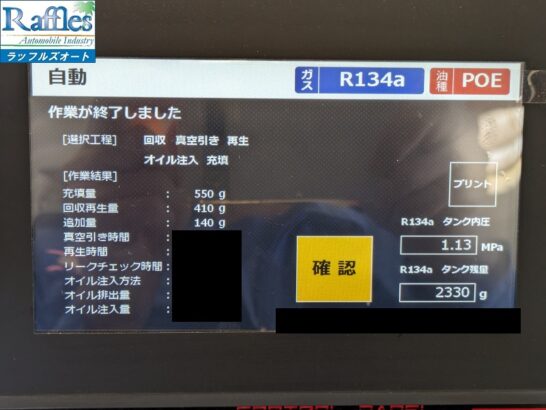 Raffles
Automobile Industry
ラッフルズオート
自動
ガス R134a 油種 POE
作業が終了しました
[選択工程] 回収 真空引き 再生
オイル注入 充填
[作業結果]
充填量 : 550 g
回収再生量 : 410 g
追加量 : 140 g
真空引き時間 :
再生時間 :
リークチェック時間 :
オイル注入方法 :
オイル排出量 :
オイル注入量 :
確認
プリント
R134a タンク内圧
1.13 MPa
R134a タンク残量
2330 g